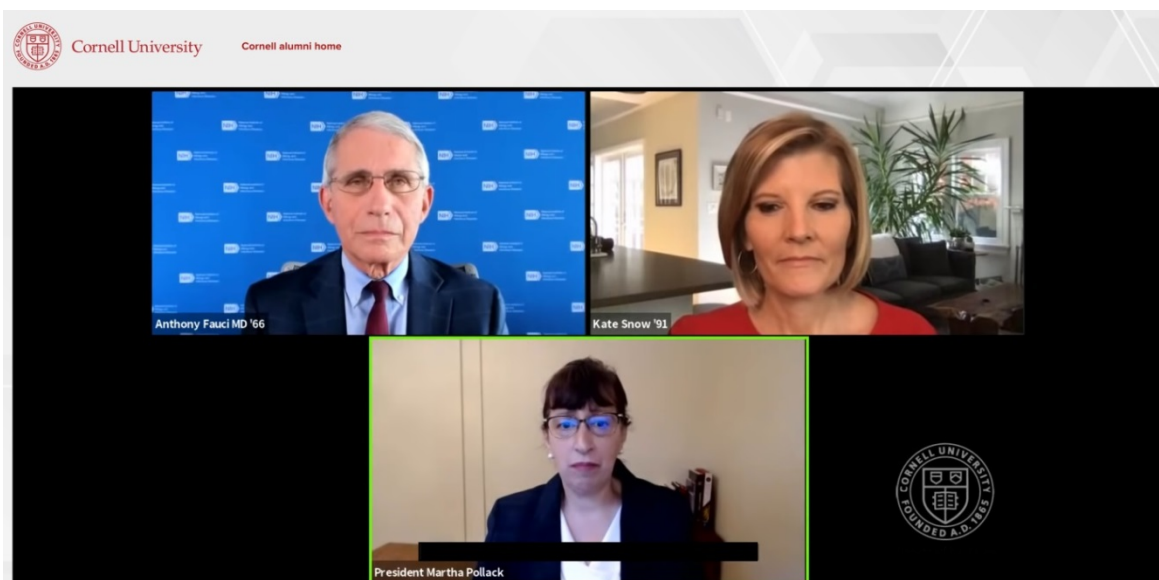 Cornell University
Cornell alumni home
NIH
Anthony Fauci MD '66
Kate Snow '91
President Martha Pollack
CORNELL UNIVERSITY
FOUNDED A.D. 1865